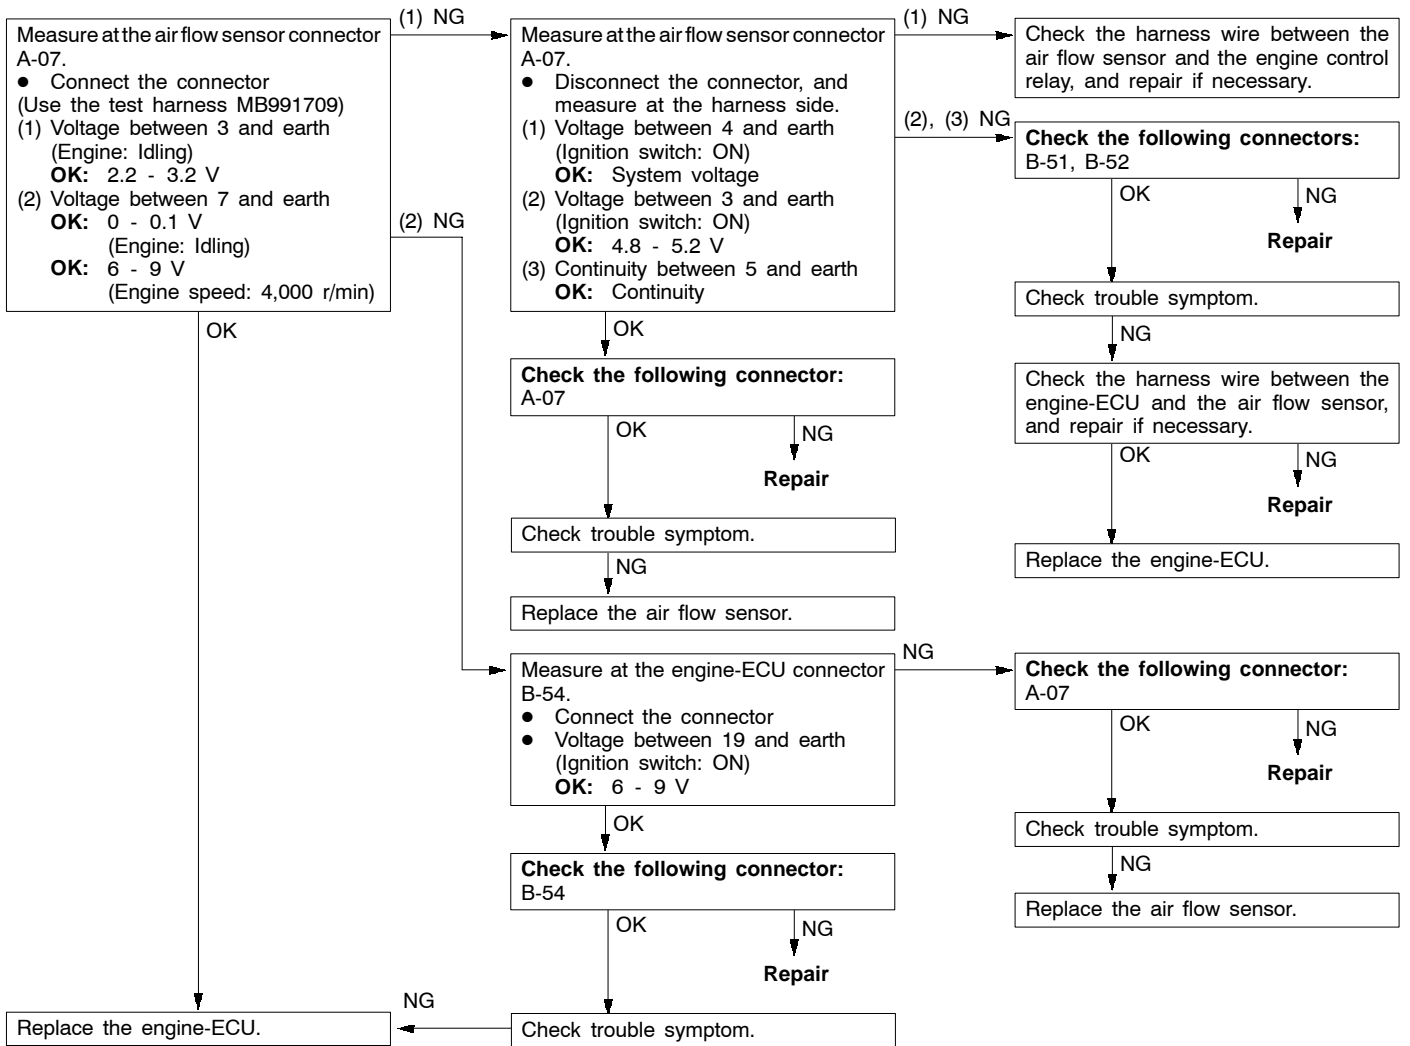 (1) NG
Measure at the air flow sensor connector
A-07.
● Connect the connector
(Use the test harness MB991709)
(1) Voltage between 3 and earth
(Engine: Idling)
OK: 2.2 - 3.2 V
(2) Voltage between 7 and earth
OK: 0 - 0.1 V
(Engine: Idling)
OK: 6 - 9 V
(Engine speed: 4,000 r/min)
(2) NG
OK
Measure at the air flow sensor connector
A-07.
● Disconnect the connector, and
measure at the harness side.
(1) Voltage between 4 and earth
(Ignition switch: ON)
OK: System voltage
(2) Voltage between 3 and earth
(Ignition switch: ON)
OK: 4.8 - 5.2 V
(3) Continuity between 5 and earth
OK: Continuity
(1) NG
Check the harness wire between the
air flow sensor and the engine control
relay, and repair if necessary.
(2), (3) NG
Check the following connectors:
B-51, B-52
OK
NG
Repair
Check trouble symptom.
NG
Check the harness wire between the
engine-ECU and the air flow sensor,
and repair if necessary.
OK
NG
Repair
Replace the engine-ECU.
OK
Check the following connector:
A-07
OK
NG
Repair
Check trouble symptom.
NG
Replace the air flow sensor.
Measure at the engine-ECU connector
B-54.
● Connect the connector
● Voltage between 19 and earth
(Ignition switch: ON)
OK: 6 - 9 V
NG
Check the following connector:
A-07
OK
NG
Repair
Check trouble symptom.
NG
Replace the air flow sensor.
OK
Check the following connector:
B-54
OK
NG
Repair
Check trouble symptom.
NG
Replace the engine-ECU.